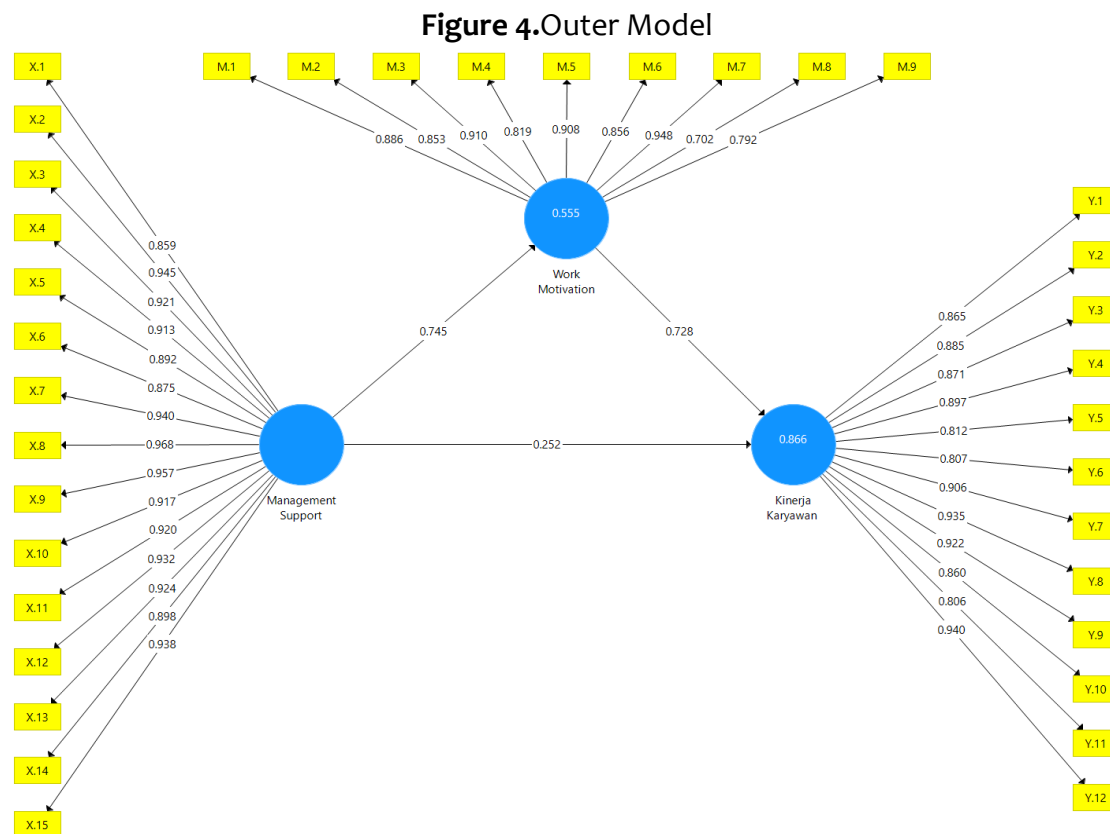 Figure 4.Outer Model
X.1
X.2
X.3
X.4
X.5
X.6
X.7
X.8
X.9
X.10
X.11
X.12
X.13
X.14
X.15
0.859
0.945
0.921
0.913
0.892
0.875
0.940
0.968
0.957
0.917
0.920
0.932
0.924
0.898
0.938
Management
Support
M.1
M.2
M.3
M.4
M.5
M.6
M.7
M.8
M.9
0.886
0.853
0.910
0.819
0.908
0.856
0.948
0.702
0.792
0.555
Work
Motivation
0.745
0.728
0.252
0.866
Kinerja
Karyawan
0.865
0.885
0.871
0.897
0.812
0.807
0.906
0.935
0.922
0.860
0.806
0.940
Y.1
Y.2
Y.3
Y.4
Y.5
Y.6
Y.7
Y.8
Y.9
Y.10
Y.11
Y.12